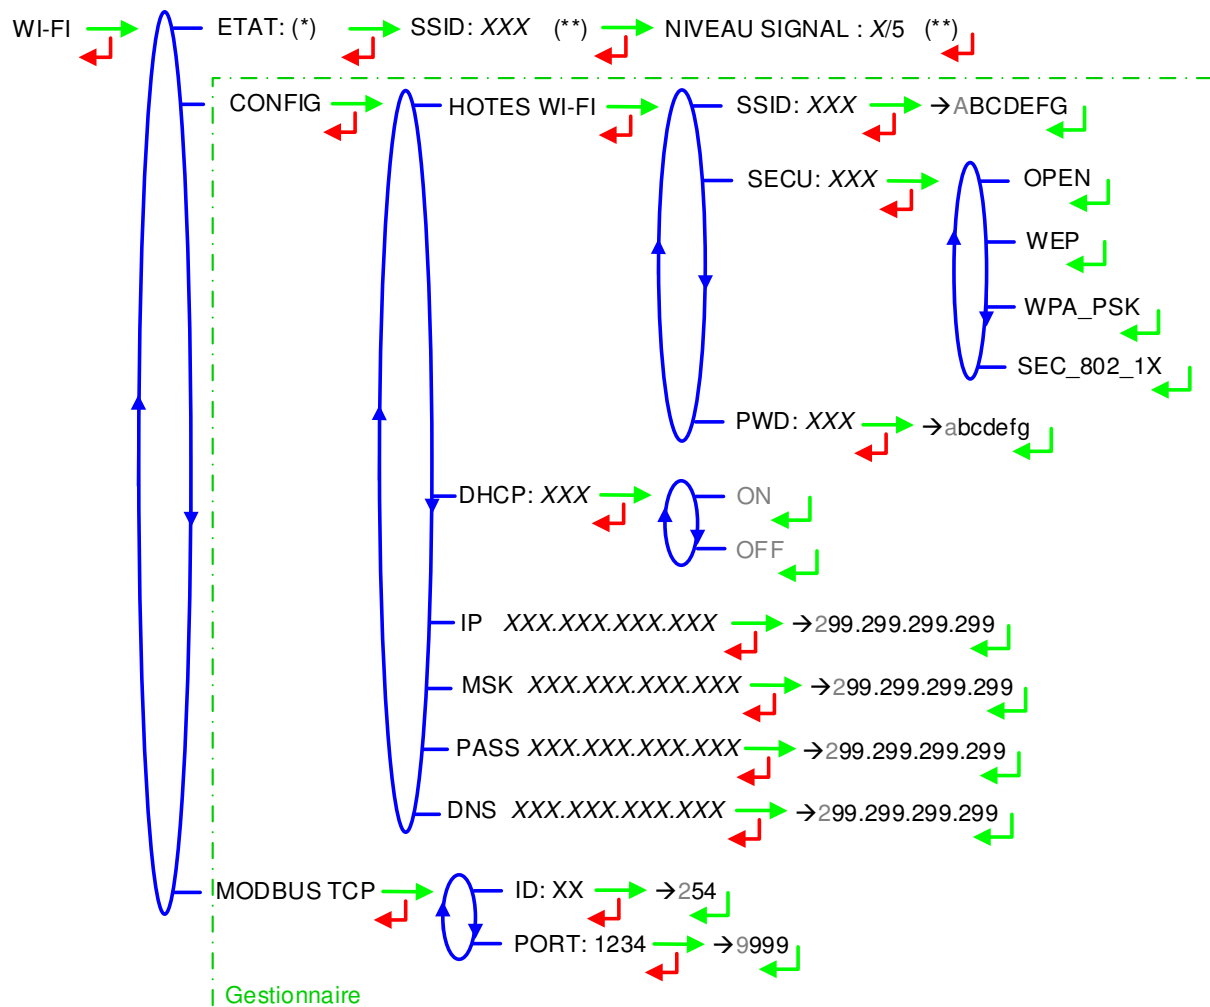 WI-FI ETAT: (*) SSID: XXX (**) NIVEAU SIGNAL : X/5 (**)
CONFIG HOTES WI-FI SSID: XXX →ABCDEFG
SECU: XXX OPEN
WEP
WPA_PSK
SEC_802_1X
PWD: XXX →abcdefg
DHCP: XXX ON
OFF
IP XXX.XXX.XXX.XXX →299.299.299.299
MSK XXX.XXX.XXX.XXX →299.299.299.299
PASS XXX.XXX.XXX.XXX →299.299.299.299
DNS XXX.XXX.XXX.XXX →299.299.299.299
MODBUS TCP ID: XX →254
PORT: 1234 →9999
Gestionnaire